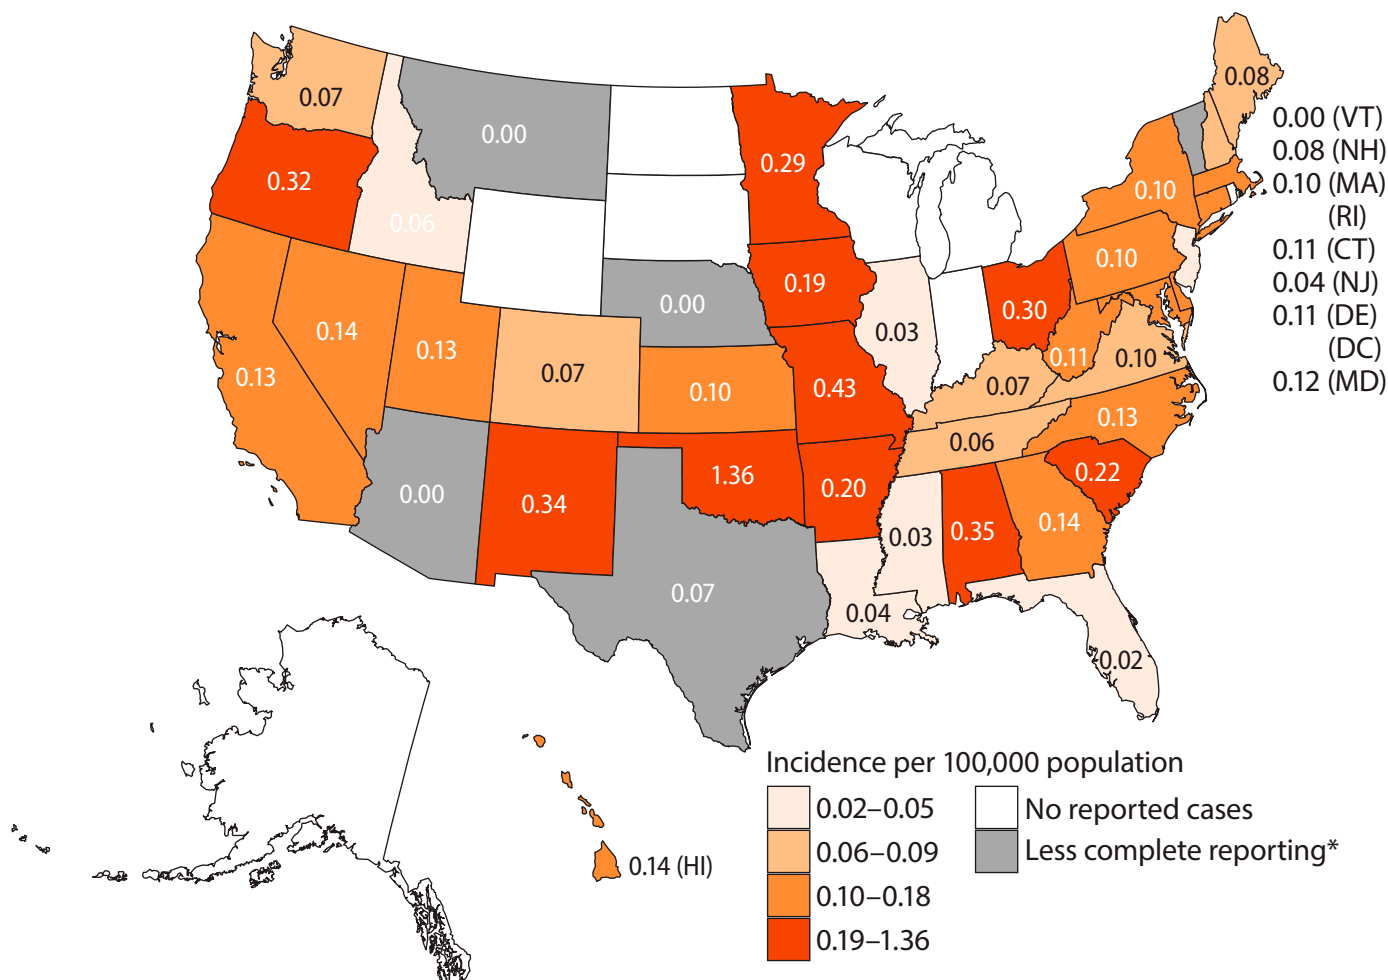 0.08
0.07
0.00
0.29
0.32
0.06
0.10
0.00 (VT)
0.08 (NH)
0.10 (MA)
(RI)
0.11 (CT)
0.04 (NJ)
0.11 (DE)
(DC)
0.12 (MD)
0.10
0.19
0.00
0.03
0.30
0.14
0.13
0.13
0.07
0.10
0.43
0.07
0.11
0.10
0.13
0.06
0.00
0.34
1.36
0.20
0.03
0.35
0.14
0.22
0.07
0.04
0.02
0.14 (HI)
Incidence per 100,000 population
0.02–0.05
0.06–0.09
0.10–0.18
0.19–1.36
No reported cases
Less complete reporting*